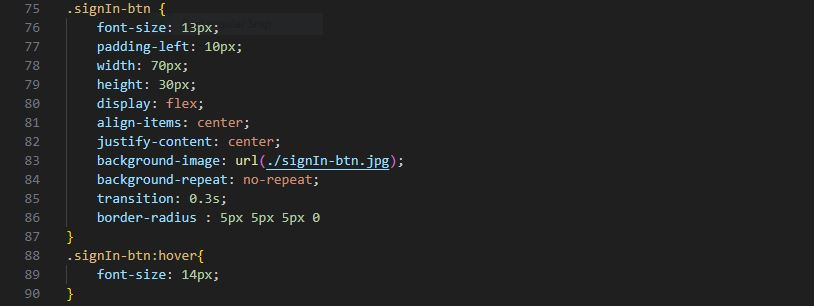 75 .signIn-btn {
76 font-size: 13px;
77 padding-left: 10px;
78 width: 70px;
79 height: 30px;
80 display: flex;
81 align-items: center;
82 justify-content: center;
83 background-image: url(./signIn-btn.jpg);
84 background-repeat: no-repeat;
85 transition: 0.3s;
86 border-radius : 5px 5px 5px 0
87 }
88 .signIn-btn:hover{
89 font-size: 14px;
90 }